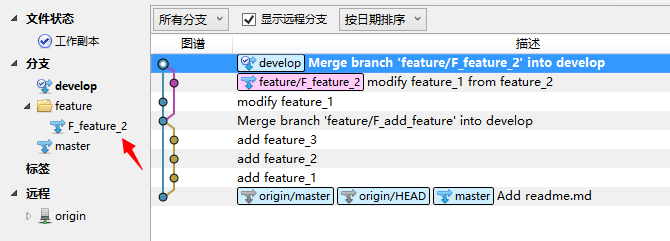 文件状态
工作副本
分支
develop
feature
F_feature_2
master
标签
远程
origin
所有分支 显示远程分支 按日期排序
图谱 描述
develop Merge branch 'feature/F_feature_2' into develop
feature/F_feature_2 modify feature_1 from feature_2
modify feature_1
Merge branch 'feature/F_add_feature' into develop
add feature_3
add feature_2
add feature_1
origin/master origin/HEAD master Add readme.md